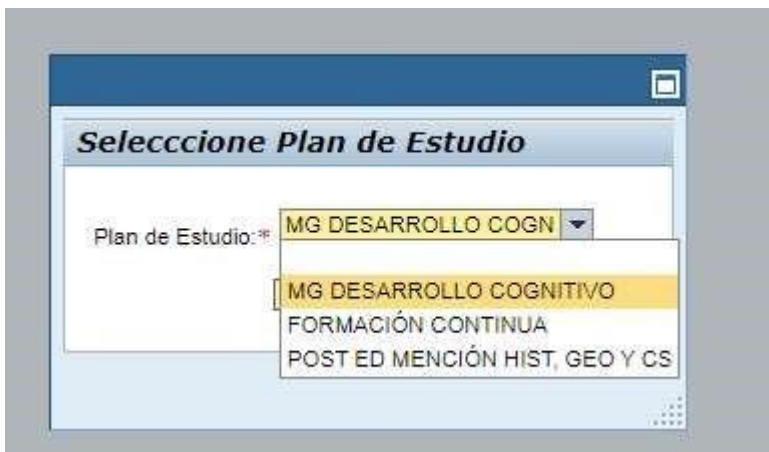 Selecccione Plan de Estudio
Plan de Estudio:* MG DESARROLLO COGN
MG DESARROLLO COGNITIVO
FORMACIÓN CONTINUA
POST ED MENCIÓN HIST, GEO Y CS